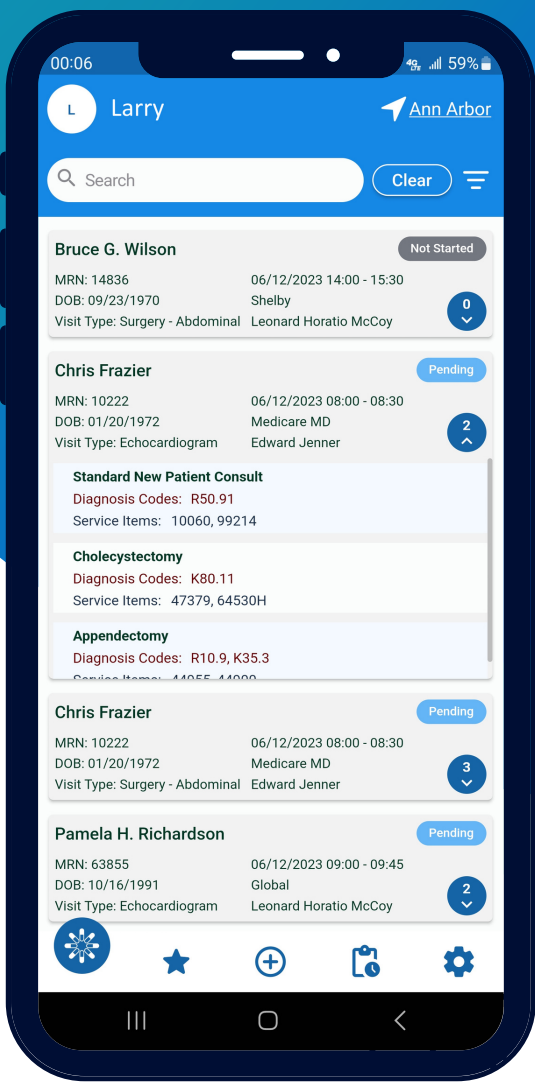 00:06 4G LTE 59%
L Larry Ann Arbor
Search Clear
Bruce G. Wilson Not Started
MRN: 14836 06/12/2023 14:00 - 15:30
DOB: 09/23/1970 Shelby 0
Visit Type: Surgery - Abdominal Leonard Horatio McCoy
Chris Frazier Pending
MRN: 10222 06/12/2023 08:00 - 08:30
DOB: 01/20/1972 Medicare MD 2
Visit Type: Echocardiogram Edward Jenner
Standard New Patient Consult
Diagnosis Codes: R50.91
Service Items: 10060, 99214
Cholecystectomy
Diagnosis Codes: K80.11
Service Items: 47379, 64530H
Appendectomy
Diagnosis Codes: R10.9, K35.3
Service Items: 44955,
Chris Frazier Pending
MRN: 10222 06/12/2023 08:00 - 08:30
DOB: 01/20/1972 Medicare MD 3
Visit Type: Surgery - Abdominal Edward Jenner
Pamela H. Richardson Pending
MRN: 63855 06/12/2023 09:00 - 09:45
DOB: 10/16/1991 Global 2
Visit Type: Echocardiogram Leonard Horatio McCoy